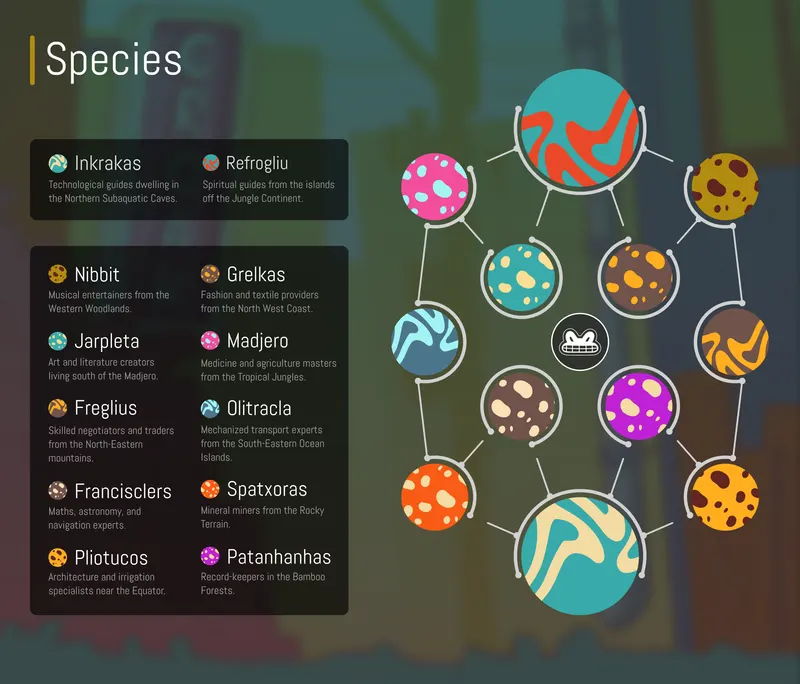 Species
Inkrakas
Technological guides dwelling in
the Northern Subaquatic Caves.
Refrogliu
Spiritual guides from the islands
off the Jungle Continent.
Nibbit
Musical entertainers from the
Western Woodlands.
Grelkas
Fashion and textile providers
from the North West Coast.
Jarpleta
Art and literature creators
living south of the Madjero.
Madjero
Medicine and agriculture masters
from the Tropical Jungles.
Freglius
Skilled negotiators and traders
from the North-Eastern
mountains.
Olitracla
Mechanized transport experts
from the South-Eastern Ocean
Islands.
Francisclers
Maths, astronomy, and
navigation experts.
Spatxoras
Mineral miners from the Rocky
Terrain.
Pliotucos
Architecture and irrigation
specialists near the Equator.
Patanhanhas
Record-keepers in the Bamboo
Forests.